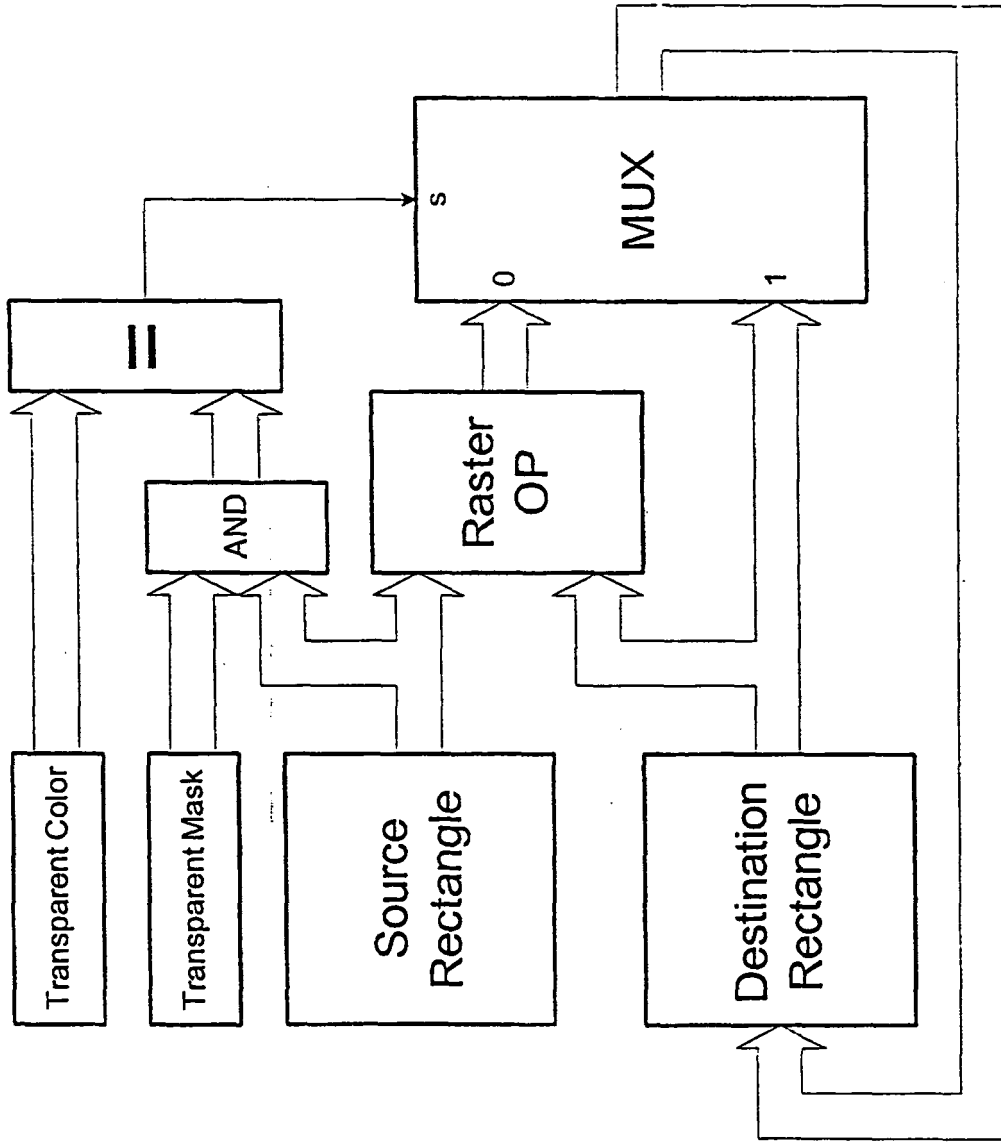 Transparent Color
Transparent Mask
Source
Rectangle
Destination
Rectangle
AND
=
Raster
OP
s
0
1
MUX